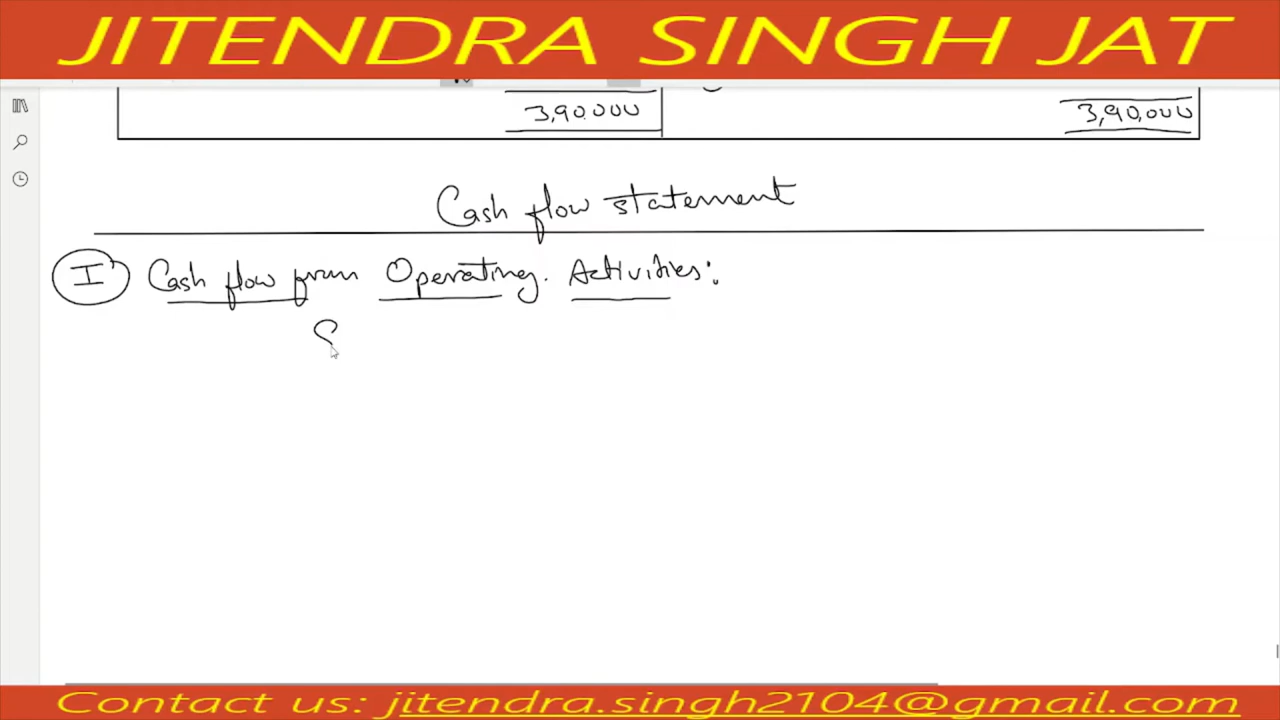 JITENDRA SINGH JAT
3,90,000 3,90,000
Cash flow statement
I Cash flow from Operating Activities:
Contact us: jitendra.singh2104@gmail.com